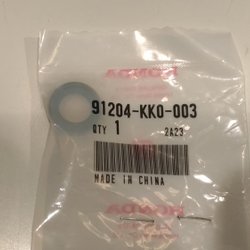 HONDA
91204-KK0-003
QTY 1 2A23
MADE IN CHINA
HONDA